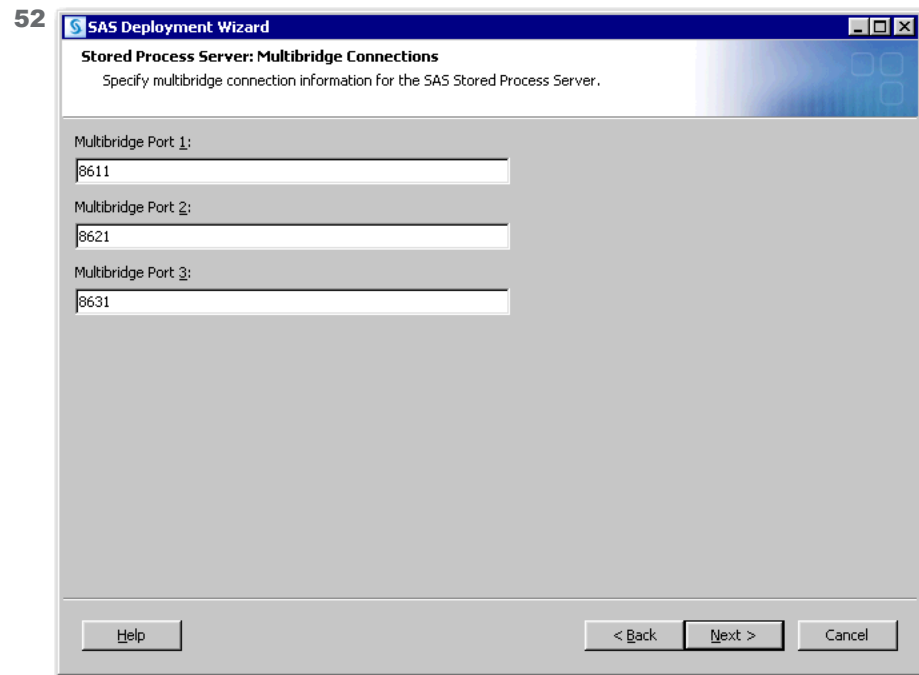 52
SAS Deployment Wizard
Stored Process Server: Multibridge Connections
Specify multibridge connection information for the SAS Stored Process Server.
Multibridge Port 1:
8611
Multibridge Port 2:
8621
Multibridge Port 3:
8631
Help < Back Next > Cancel